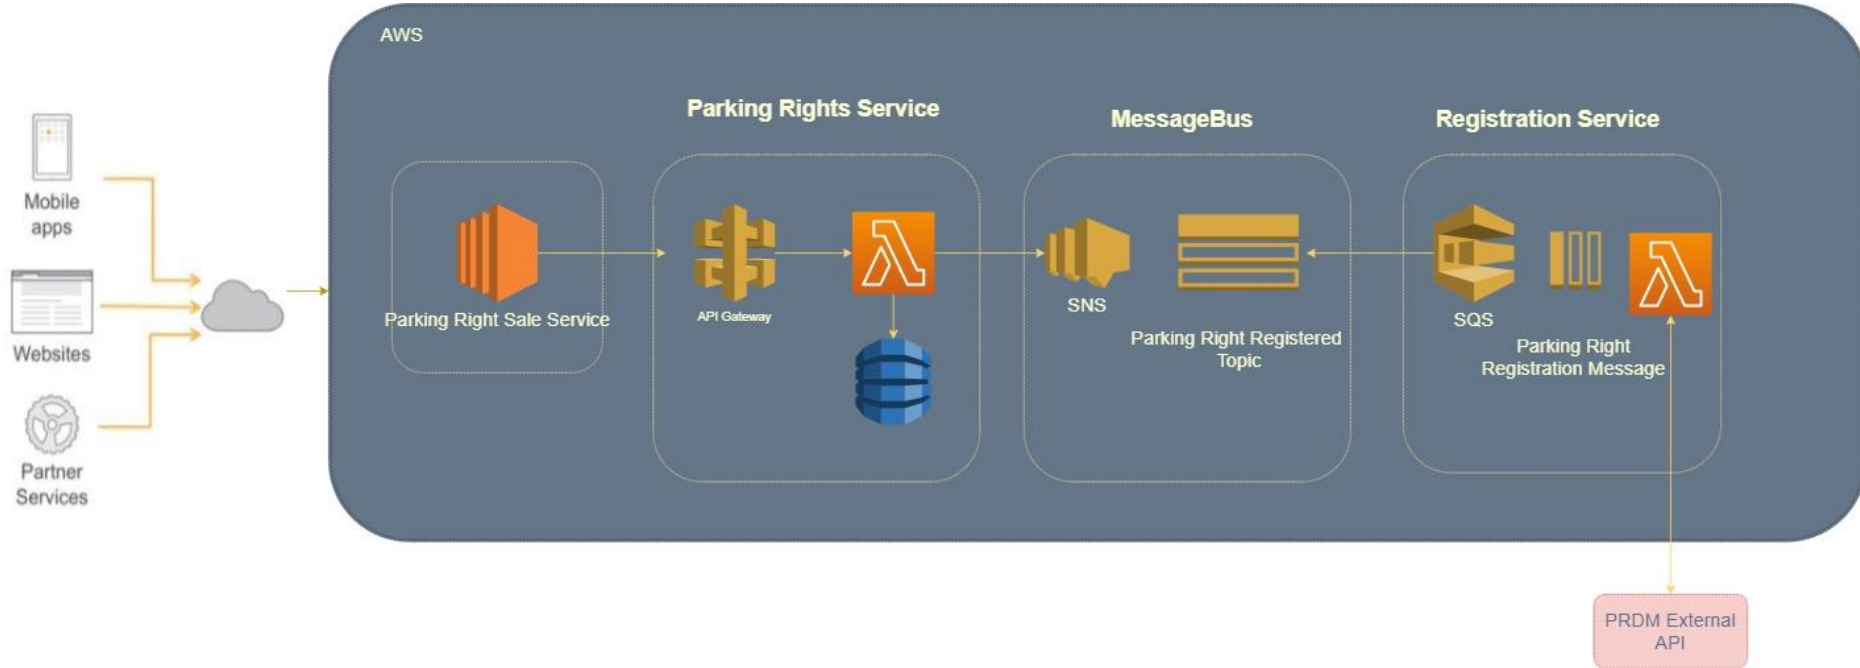 AWS
Mobile
apps
Websites
Partner
Services
Parking Right Sale Service
Parking Rights Service
API Gateway
MessageBus
SNS
Parking Right Registered
Topic
Registration Service
SQS
Parking Right
Registration Message
PRDM External
API